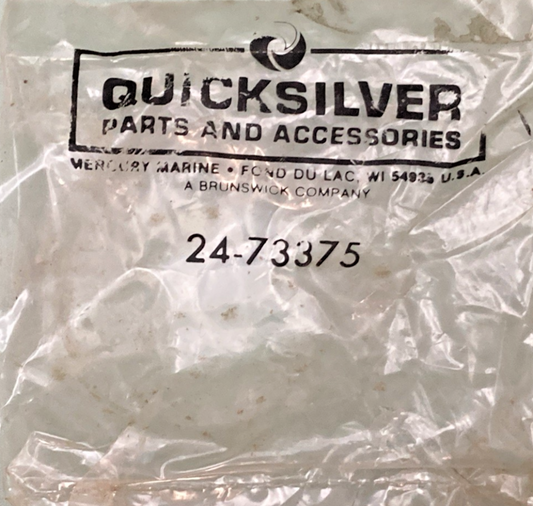 QUICKSILVER
PARTS AND ACCESSORIES
MERCURY MARINE • FOND DU LAC, WI 54935 U.S.A.
A BRUNSWICK COMPANY
24-73375